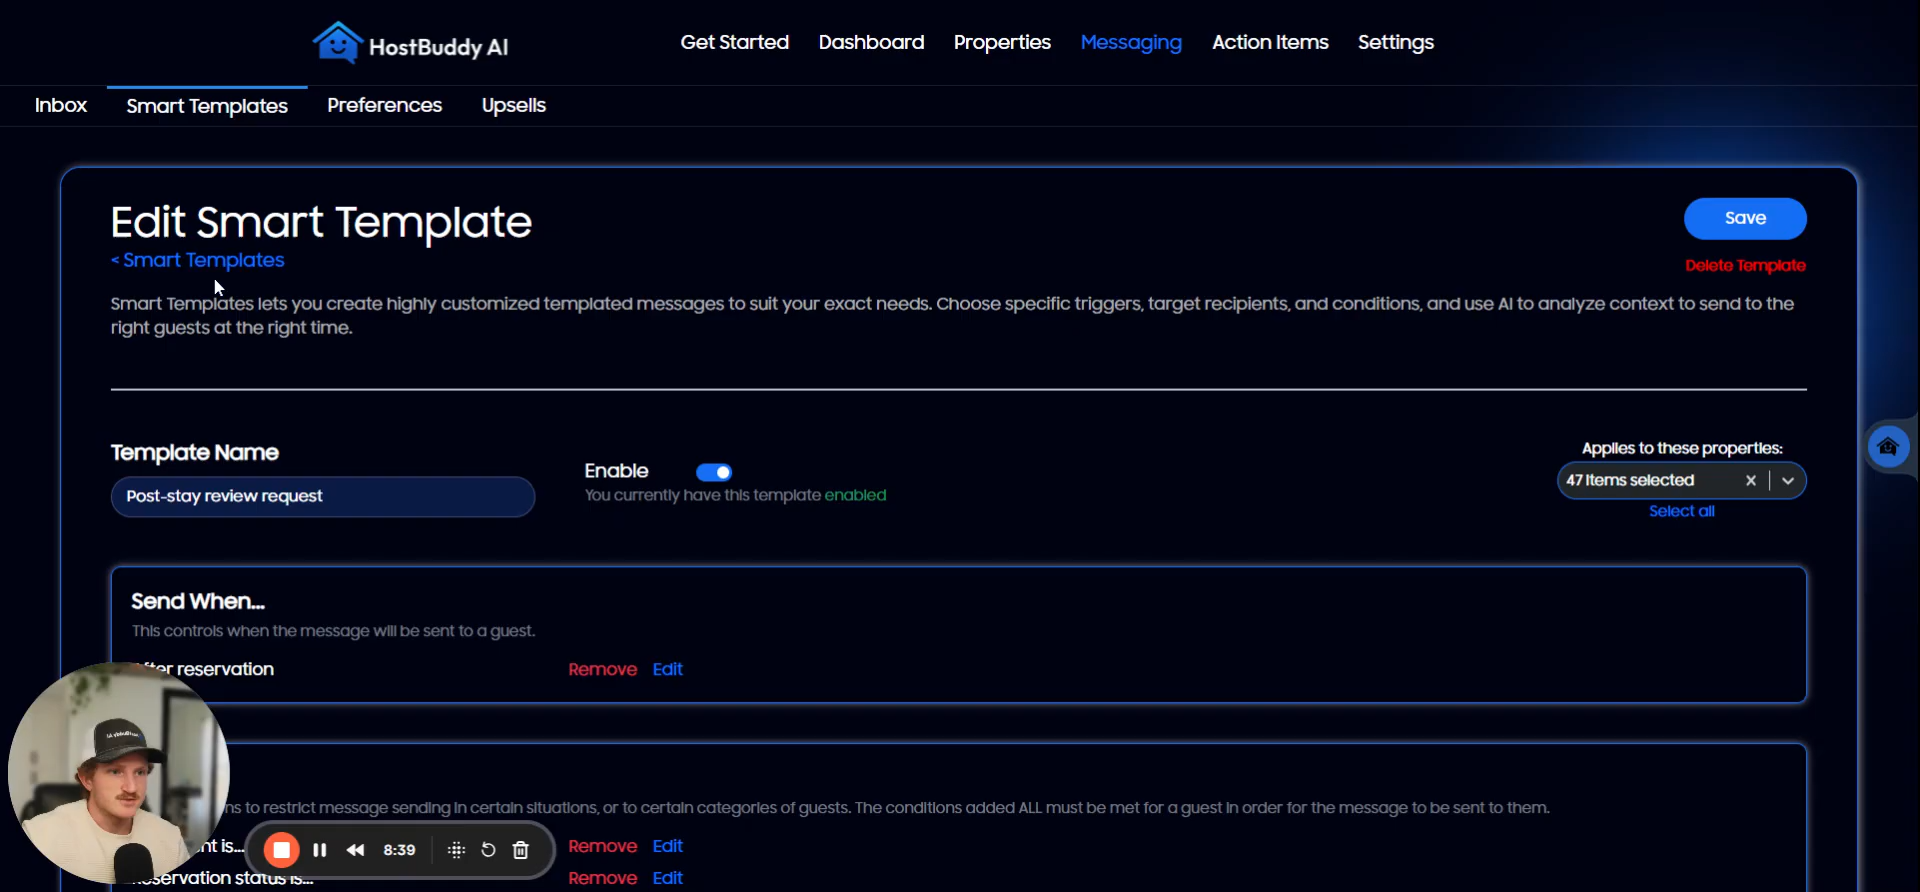 HostBuddy AI
Get Started Dashboard Properties Messaging Action Items Settings
Inbox Smart Templates Preferences Upsells
Edit Smart Template
Save
< Smart Templates
Delete Template
Smart Templates lets you create highly customized templated messages to suit your exact needs. Choose specific triggers, target recipients, and conditions, and use AI to analyze context to send to the
right guests at the right time.
Template Name
Post-stay review request
Enable
You currently have this template enabled
Applies to these properties:
47 items selected
Select all
Send When...
This controls when the message will be sent to a guest.
After reservation Remove Edit
to restrict message sending in certain situations, or to certain categories of guests. The conditions added ALL must be met for a guest in order for the message to be sent to them.
is... Remove Edit
8:39
Reservation status is... Remove Edit